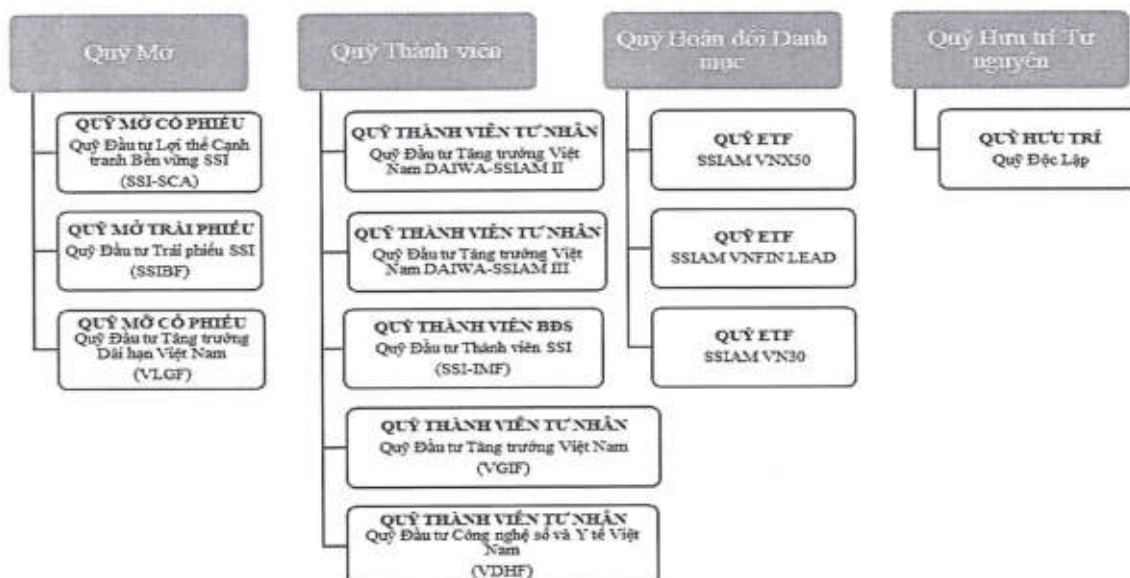 Quỹ Mở
QUỸ MỞ CỔ PHIẾU
Quỹ Đầu tư Lợi thế Cạnh
tranh Bền vững SSI
(SSI-SCA)
QUỸ MỞ TRÁI PHIẾU
Quỹ Đầu tư Trái phiếu SSI
(SSIBF)
QUỸ MỞ CỔ PHIẾU
Quỹ Đầu tư Tăng trưởng
Dài hạn Việt Nam
(VLGF)
Quỹ Thành viên
QUỸ THÀNH VIÊN TƯ NHÂN
Quỹ Đầu tư Tăng trưởng Việt
Nam DAIWA-SSIAM II
QUỸ THÀNH VIÊN TƯ NHÂN
Quỹ Đầu tư Tăng trưởng Việt
Nam DAIWA-SSIAM III
QUỸ THÀNH VIÊN BĐS
Quỹ Đầu tư Thành viên SSI
(SSI-IMF)
QUỸ THÀNH VIÊN TƯ NHÂN
Quỹ Đầu tư Tăng trưởng Việt Nam
(VGIF)
QUỸ THÀNH VIÊN TƯ NHÂN
Quỹ Đầu tư Công nghệ số và Y tế Việt
Nam
(VDHF)
Quỹ Hoán đổi Danh
mục
QUỸ ETF
SSIAM VNX50
QUỸ ETF
SSIAM VNFIN LEAD
QUỸ ETF
SSIAM VN30
Quỹ Hưu trí Tự
nguyện
QUỸ HƯU TRÍ
Quỹ Độc Lập